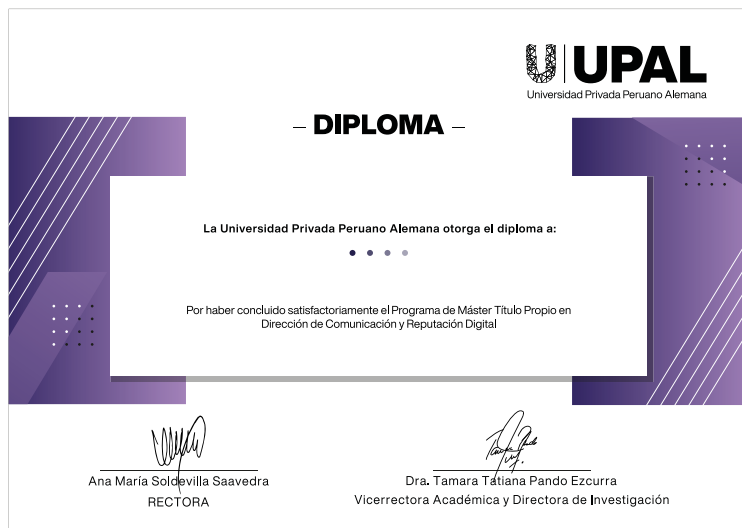 UPAL
Universidad Privada Peruano Alemana
– DIPLOMA –
La Universidad Privada Peruano Alemana otorga el diploma a:
Por haber concluido satisfactoriamente el Programa de Máster Título Propio en
Dirección de Comunicación y Reputación Digital
Ana María Soldevilla Saavedra
RECTORA
Dra. Tamara Tatiana Pando Ezcurra
Vicerrectora Académica y Directora de Investigación